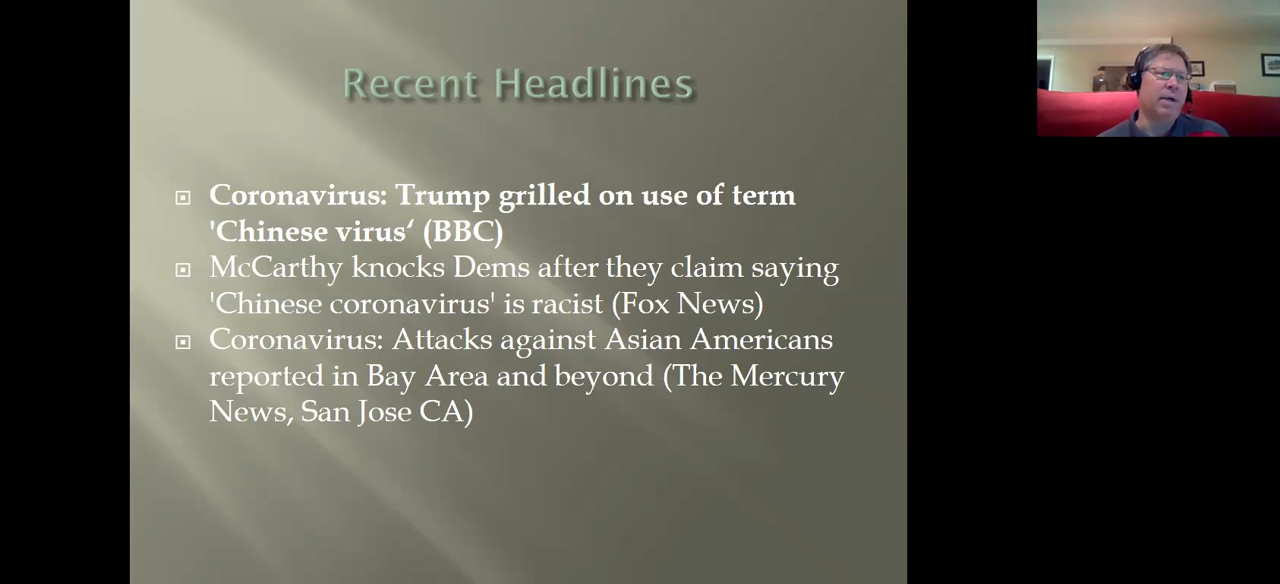 Recent Headlines
Coronavirus: Trump grilled on use of term
'Chinese virus‘ (BBC)
McCarthy knocks Dems after they claim saying
'Chinese coronavirus' is racist (Fox News)
Coronavirus: Attacks against Asian Americans
reported in Bay Area and beyond (The Mercury
News, San Jose CA)